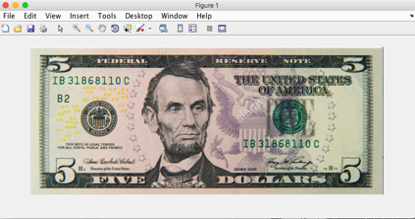 Figure 1
File Edit View Insert Tools Desktop Window Help
FEDERAL RESERVE NOTE
IB 31868110 C
THE UNITED STATES
OF AMERICA
B2
THIS NOTE IS LEGAL TENDER
FOR ALL DEBTS, PUBLIC AND PRIVATE
IB 31868110 C
5
FIVE DOLLARS
5